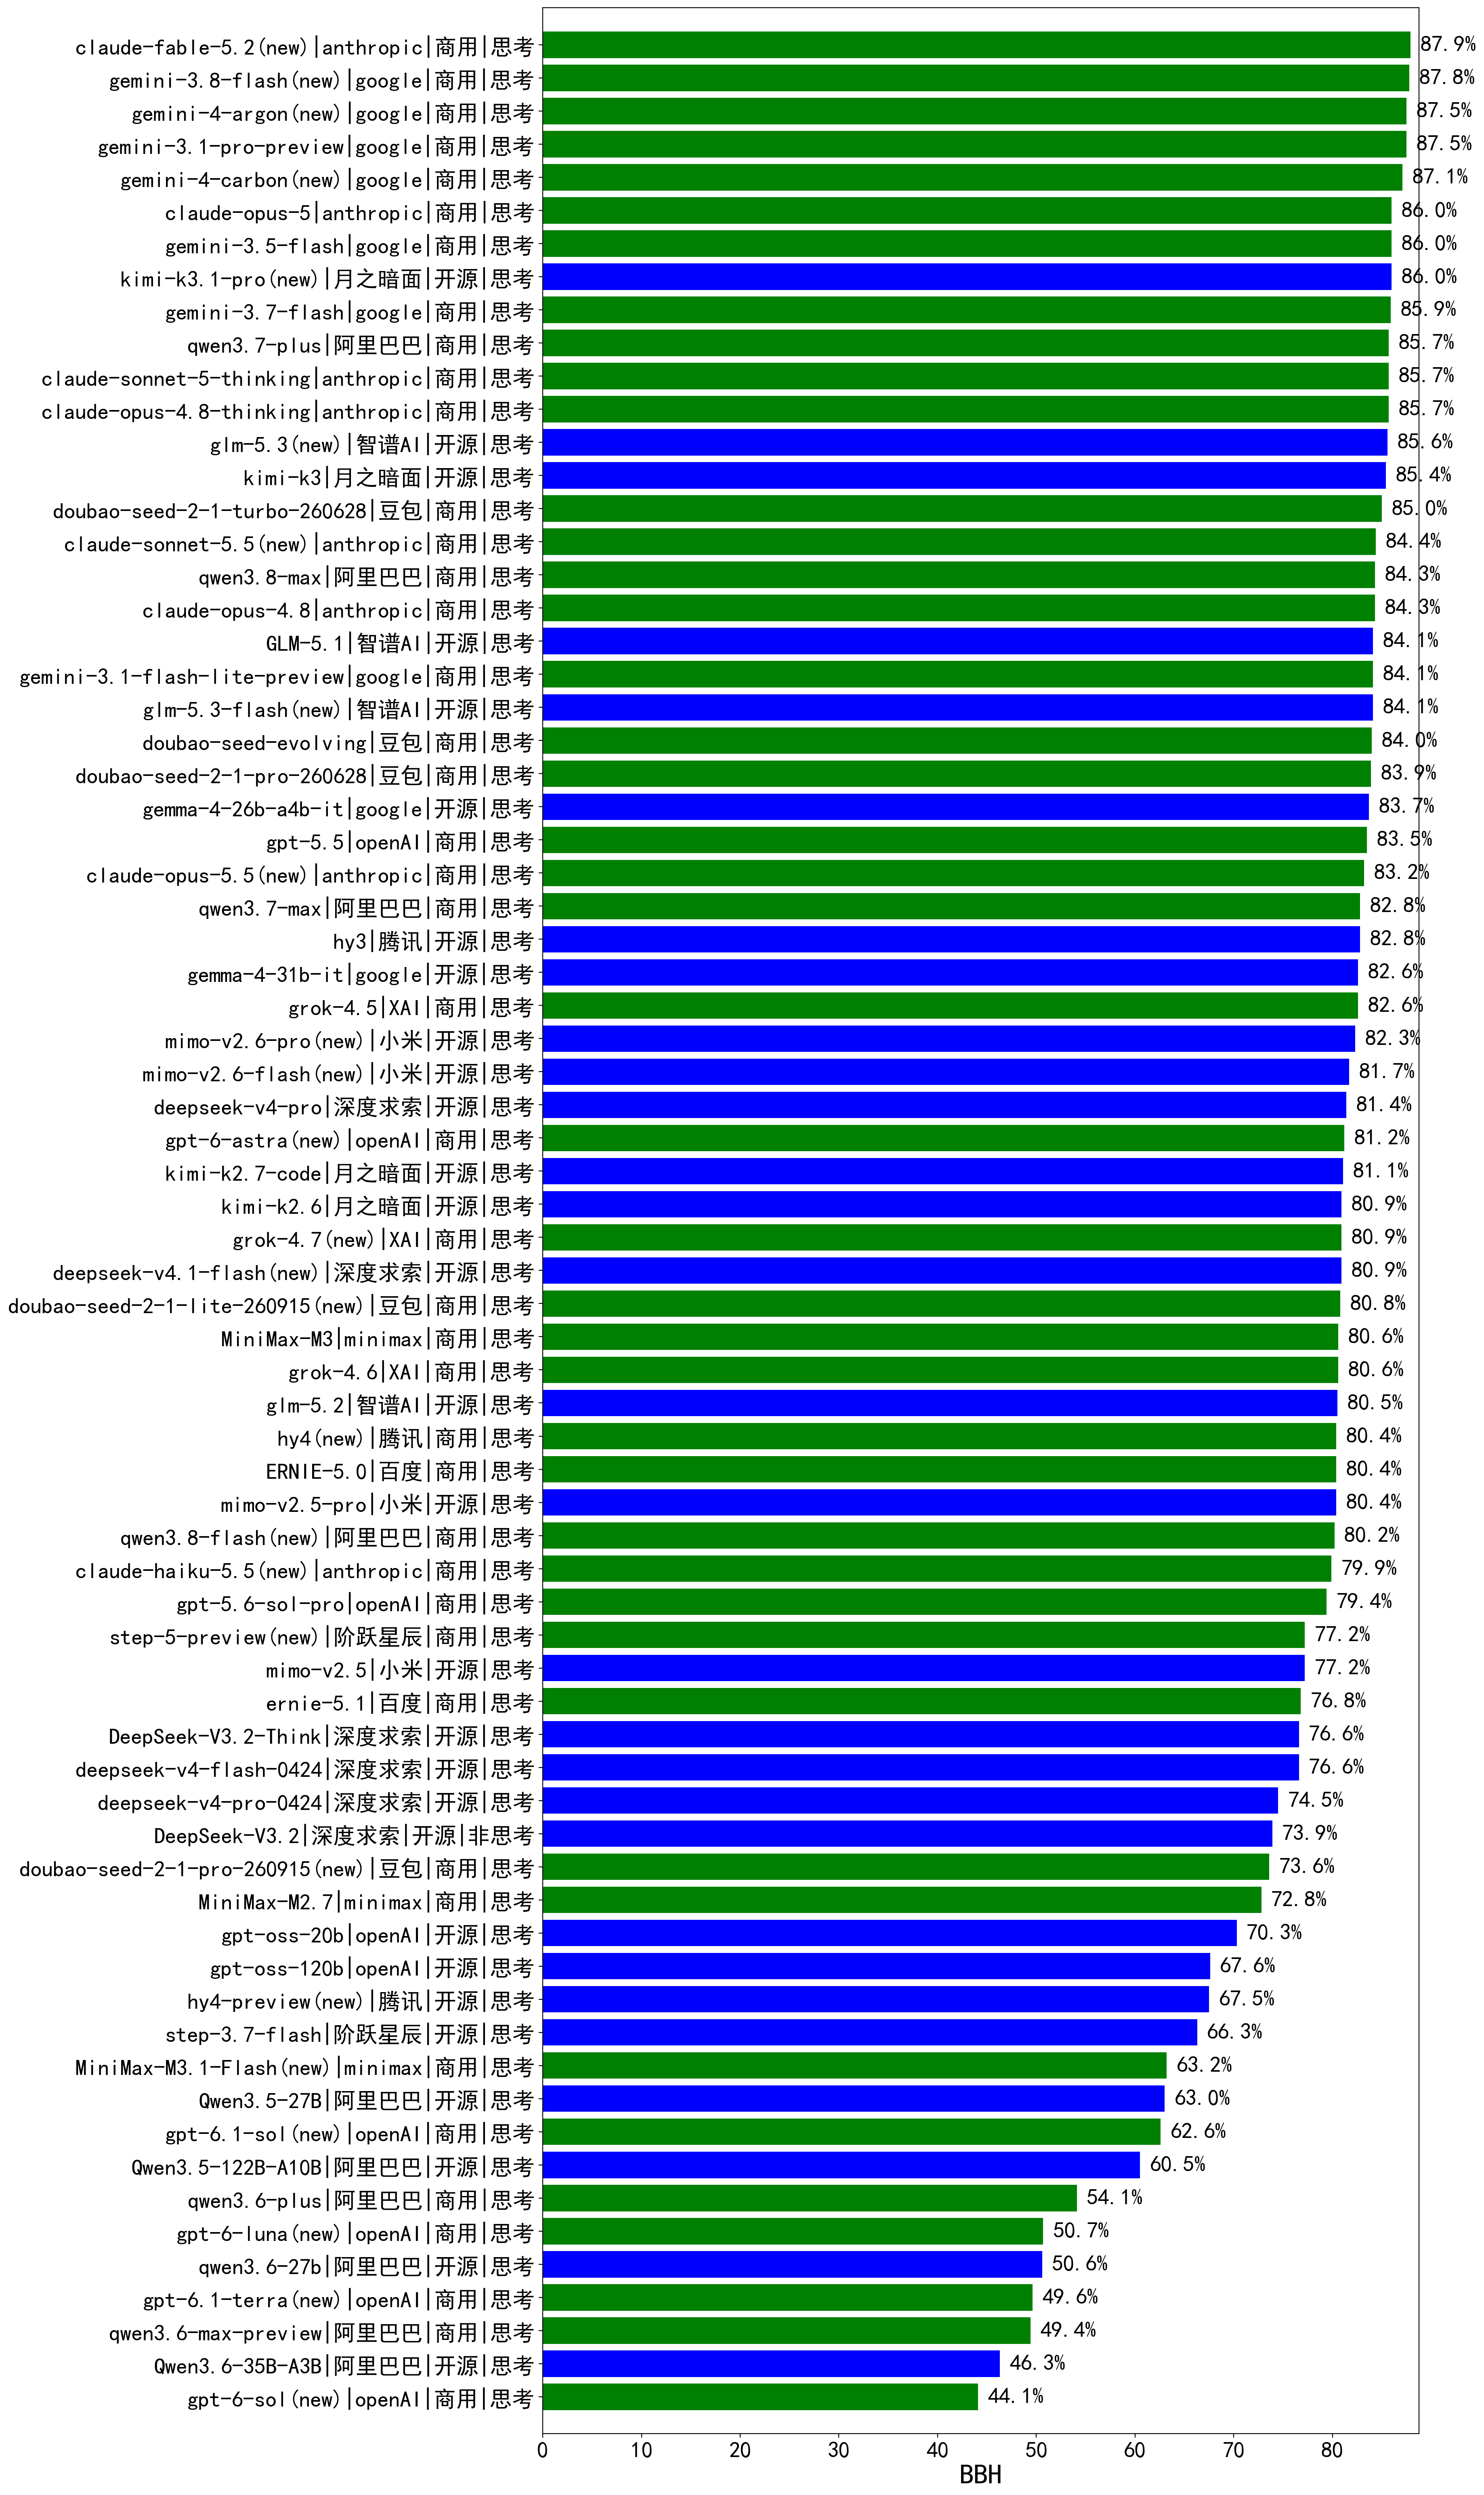 claude-fable-5.2(new)|anthropic|商用|思考 87.9%
gemini-3.8-flash(new)|google|商用|思考 87.8%
gemini-4-argon(new)|google|商用|思考 87.5%
gemini-3.1-pro-preview|google|商用|思考 87.5%
gemini-4-carbon(new)|google|商用|思考 87.1%
claude-opus-5|anthropic|商用|思考 86.0%
gemini-3.5-flash|google|商用|思考 86.0%
kimi-k3.1-pro(new)|月之暗面|开源|思考 86.0%
gemini-3.7-flash|google|商用|思考 85.9%
qwen3.7-plus|阿里巴巴|商用|思考 85.7%
claude-sonnet-5-thinking|anthropic|商用|思考 85.7%
claude-opus-4.8-thinking|anthropic|商用|思考 85.7%
glm-5.3(new)|智谱AI|开源|思考 85.6%
kimi-k3|月之暗面|开源|思考 85.4%
doubao-seed-2-1-turbo-260628|豆包|商用|思考 85.0%
claude-sonnet-5.5(new)|anthropic|商用|思考 84.4%
qwen3.8-max|阿里巴巴|商用|思考 84.3%
claude-opus-4.8|anthropic|商用|思考 84.3%
GLM-5.1|智谱AI|开源|思考 84.1%
gemini-3.1-flash-lite-preview|google|商用|思考 84.1%
glm-5.3-flash(new)|智谱AI|开源|思考 84.1%
doubao-seed-evolving|豆包|商用|思考 84.0%
doubao-seed-2-1-pro-260628|豆包|商用|思考 83.9%
gemma-4-26b-a4b-it|google|开源|思考 83.7%
gpt-5.5|openAI|商用|思考 83.5%
claude-opus-5.5(new)|anthropic|商用|思考 83.2%
qwen3.7-max|阿里巴巴|商用|思考 82.8%
hy3|腾讯|开源|思考 82.8%
gemma-4-31b-it|google|开源|思考 82.6%
grok-4.5|XAI|商用|思考 82.6%
mimo-v2.6-pro(new)|小米|开源|思考 82.3%
mimo-v2.6-flash(new)|小米|开源|思考 81.7%
deepseek-v4-pro|深度求索|开源|思考 81.4%
gpt-6-astra(new)|openAI|商用|思考 81.2%
kimi-k2.7-code|月之暗面|开源|思考 81.1%
kimi-k2.6|月之暗面|开源|思考 80.9%
grok-4.7(new)|XAI|商用|思考 80.9%
deepseek-v4.1-flash(new)|深度求索|开源|思考 80.9%
doubao-seed-2-1-lite-260915(new)|豆包|商用|思考 80.8%
MiniMax-M3|minimax|商用|思考 80.6%
grok-4.6|XAI|商用|思考 80.6%
glm-5.2|智谱AI|开源|思考 80.5%
hy4(new)|腾讯|商用|思考 80.4%
ERNIE-5.0|百度|商用|思考 80.4%
mimo-v2.5-pro|小米|开源|思考 80.4%
qwen3.8-flash(new)|阿里巴巴|商用|思考 80.2%
claude-haiku-5.5(new)|anthropic|商用|思考 79.9%
gpt-5.6-sol-pro|openAI|商用|思考 79.4%
step-5-preview(new)|阶跃星辰|商用|思考 77.2%
mimo-v2.5|小米|开源|思考 77.2%
ernie-5.1|百度|商用|思考 76.8%
DeepSeek-V3.2-Think|深度求索|开源|思考 76.6%
deepseek-v4-flash-0424|深度求索|开源|思考 76.6%
deepseek-v4-pro-0424|深度求索|开源|思考 74.5%
DeepSeek-V3.2|深度求索|开源|非思考 73.9%
doubao-seed-2-1-pro-260915(new)|豆包|商用|思考 73.6%
MiniMax-M2.7|minimax|商用|思考 72.8%
gpt-oss-20b|openAI|开源|思考 70.3%
gpt-oss-120b|openAI|开源|思考 67.6%
hy4-preview(new)|腾讯|开源|思考 67.5%
step-3.7-flash|阶跃星辰|开源|思考 66.3%
MiniMax-M3.1-Flash(new)|minimax|商用|思考 63.2%
Qwen3.5-27B|阿里巴巴|开源|思考 63.0%
gpt-6.1-sol(new)|openAI|商用|思考 62.6%
Qwen3.5-122B-A10B|阿里巴巴|开源|思考 60.5%
qwen3.6-plus|阿里巴巴|商用|思考 54.1%
gpt-6-luna(new)|openAI|商用|思考 50.7%
qwen3.6-27b|阿里巴巴|开源|思考 50.6%
gpt-6.1-terra(new)|openAI|商用|思考 49.6%
qwen3.6-max-preview|阿里巴巴|商用|思考 49.4%
Qwen3.6-35B-A3B|阿里巴巴|开源|思考 46.3%
gpt-6-sol(new)|openAI|商用|思考 44.1%
0 10 20 30 40 50 60 70 80
BBH